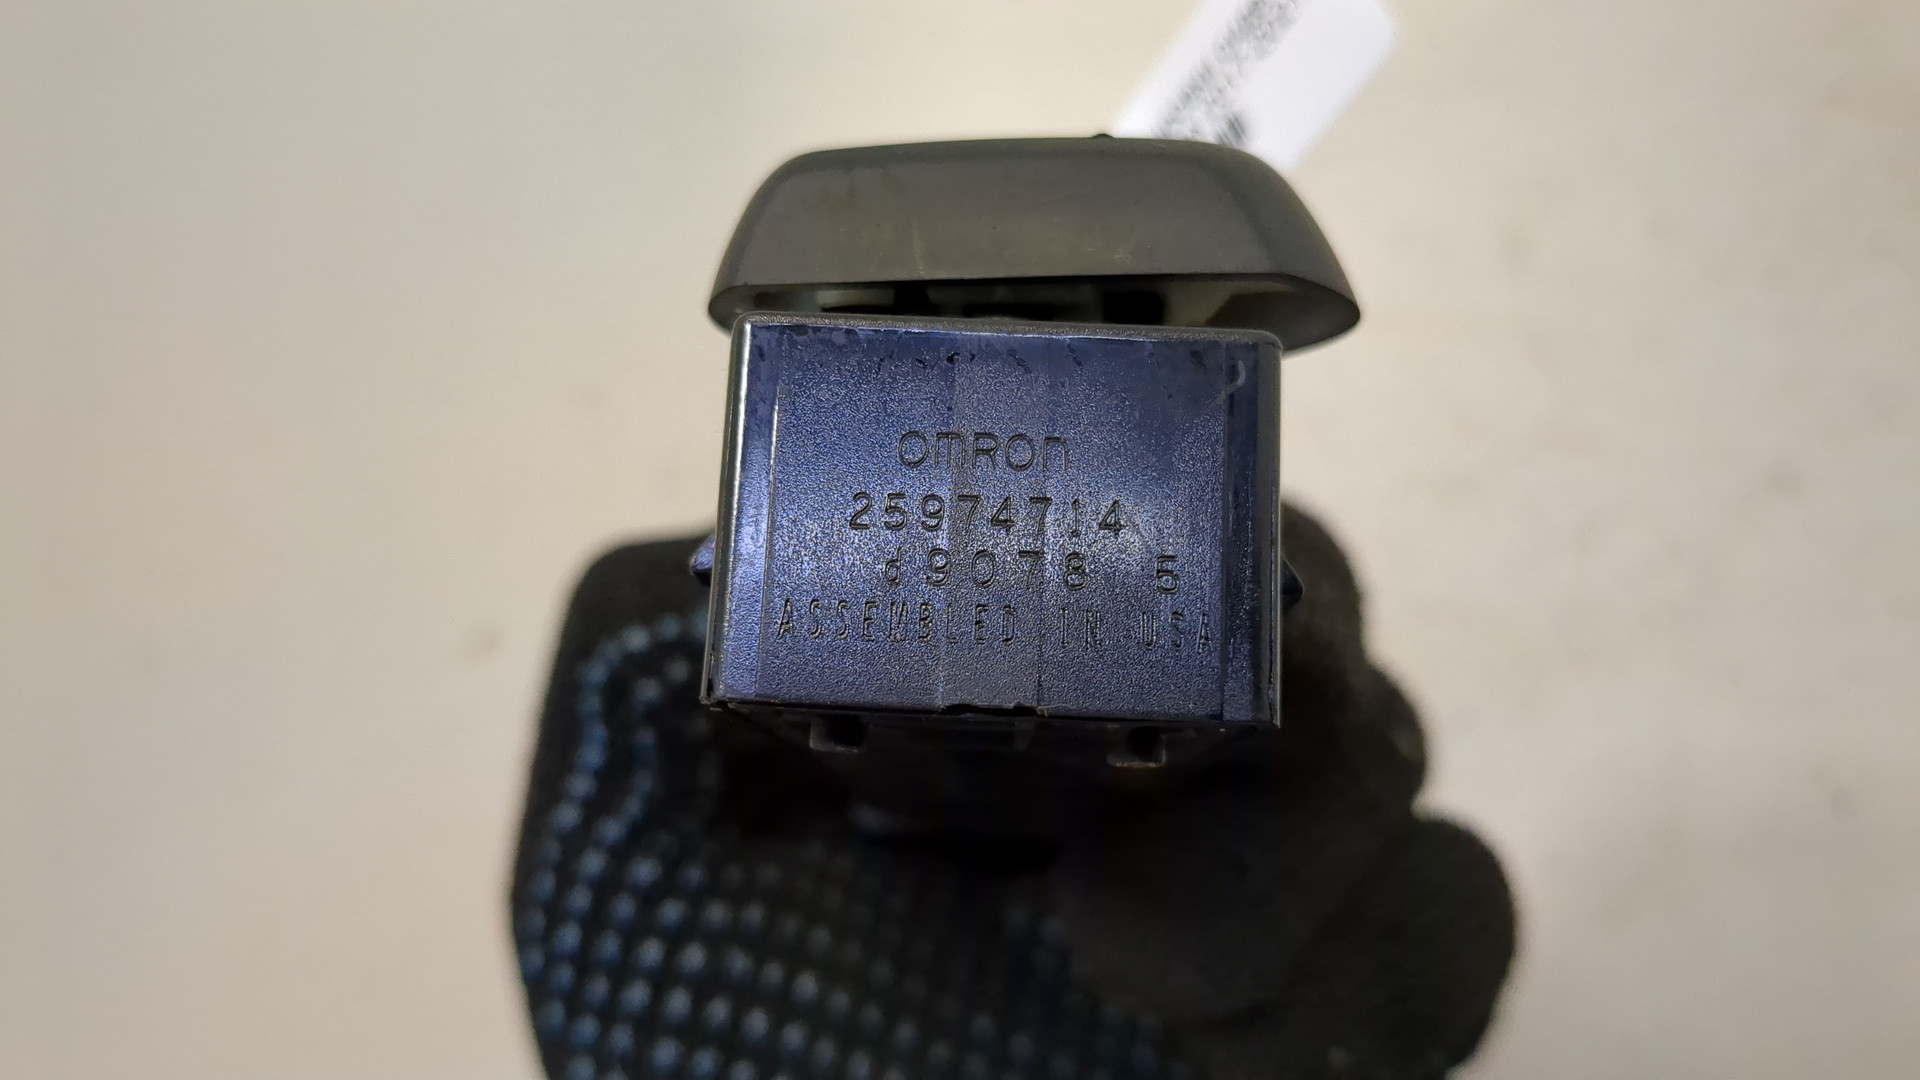 OMRON
25974714
d9078 5
ASSEMBLED IN USA